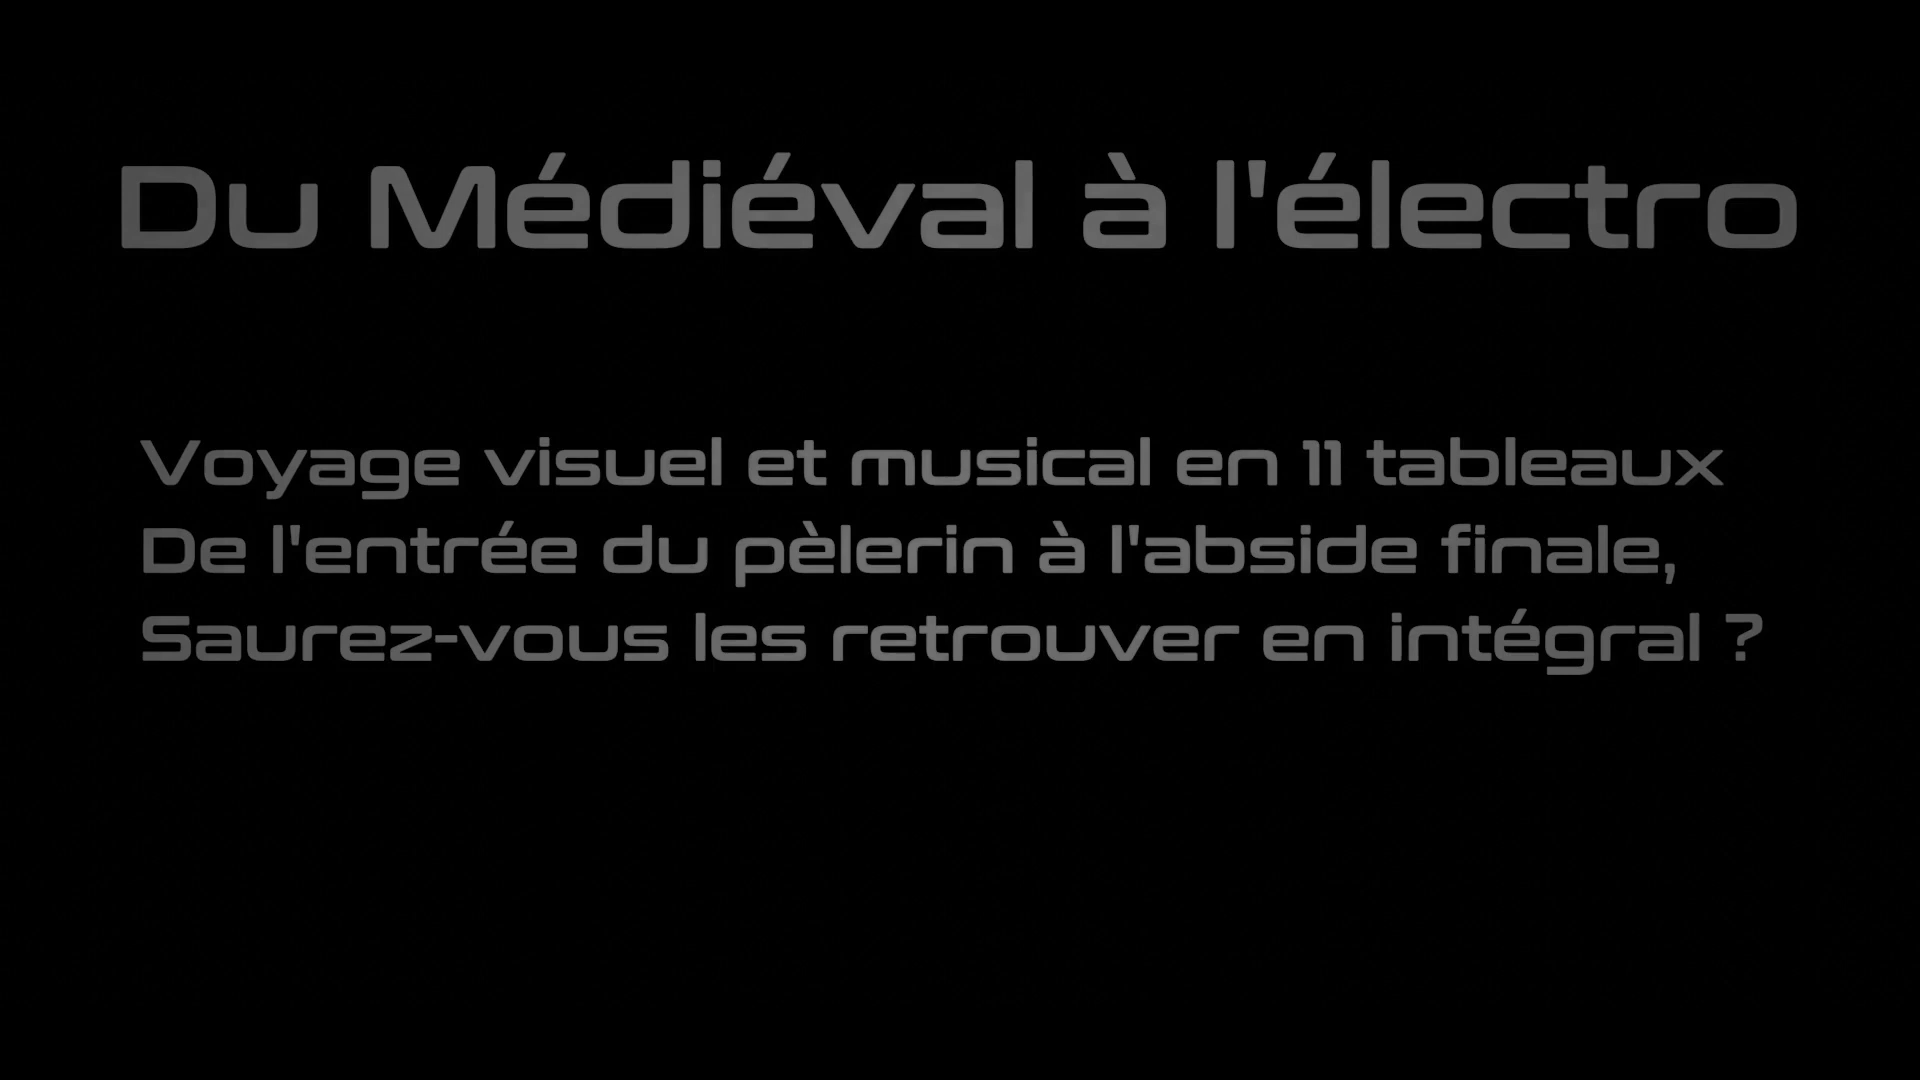 Du Médiéval à l'électro
Voyage visuel et musical en 11 tableaux
De l'entrée du pèlerin à l'abside finale,
Saurez-vous les retrouver en intégral ?